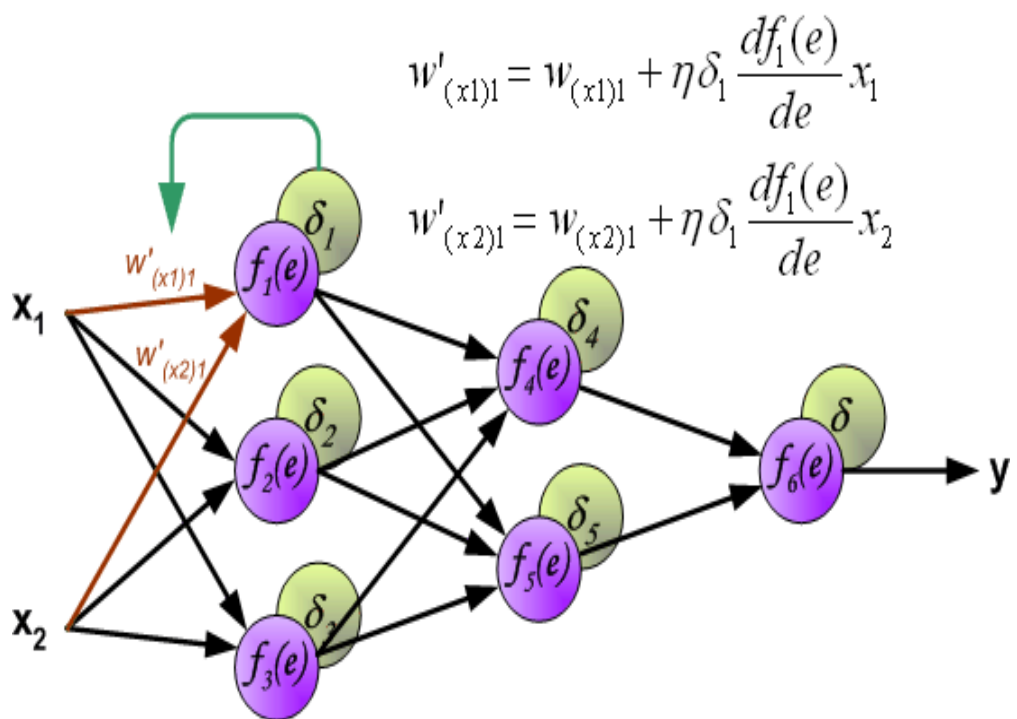 w'(x1)1 = w(x1)1 + ηδ1 df1(e)/de x1
w'(x2)1 = w(x2)1 + ηδ1 df1(e)/de x2
δ1
f1(e)
w'(x1)1
x1
w'(x2)1
δ4
f4(e)
δ2
f2(e)
δ
f6(e)
y
δ5
f5(e)
x2
δ3
f3(e)